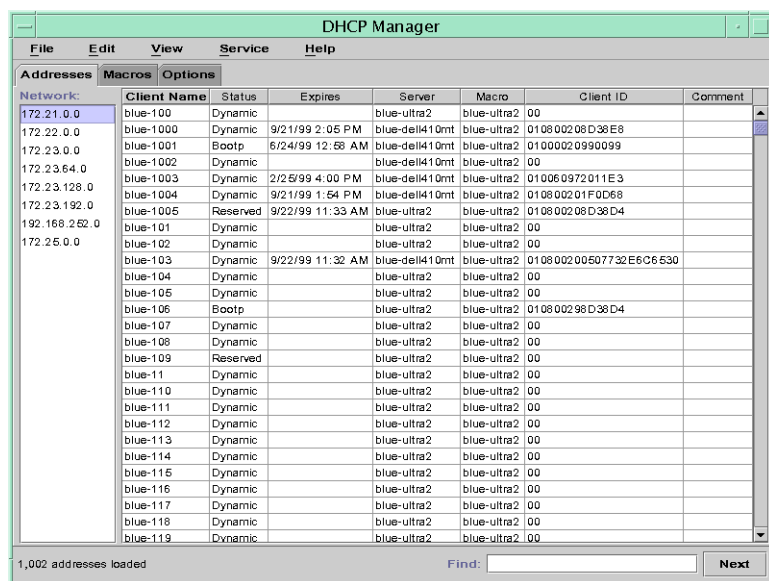 DHCP Manager
File Edit View Service Help
Addresses Macros Options
Network:
172.21.0.0
172.22.0.0
172.23.0.0
172.23.64.0
172.23.128.0
172.23.192.0
192.168.252.0
172.25.0.0
Client Name Status Expires Server Macro Client ID Comment
blue-100 Dynamic blue-ultra2 blue-ultra2 00
blue-1000 Dynamic 9/21/99 2:05 PM blue-dell410mt blue-ultra2 010800208D38E8
blue-1001 Bootp 6/24/99 12:58 AM blue-dell410mt blue-ultra2 01000020990099
blue-1002 Dynamic blue-ultra2 blue-ultra2 00
blue-1003 Dynamic 2/25/99 4:00 PM blue-dell410mt blue-ultra2 010060972011E3
blue-1004 Dynamic 9/21/99 1:54 PM blue-dell410mt blue-ultra2 010800201F0D68
blue-1005 Reserved 9/22/99 11:33 AM blue-ultra2 blue-ultra2 010800208D38D4
blue-101 Dynamic blue-ultra2 blue-ultra2 00
blue-102 Dynamic blue-ultra2 blue-ultra2 00
blue-103 Dynamic 9/22/99 11:32 AM blue-dell410mt blue-ultra2 010800200507732E6C6530
blue-104 Dynamic blue-ultra2 blue-ultra2 00
blue-105 Dynamic blue-ultra2 blue-ultra2 00
blue-106 Bootp blue-ultra2 blue-ultra2 010800298D38D4
blue-107 Dynamic blue-ultra2 blue-ultra2 00
blue-108 Dynamic blue-ultra2 blue-ultra2 00
blue-109 Reserved blue-ultra2 blue-ultra2 00
blue-11 Dynamic blue-ultra2 blue-ultra2 00
blue-110 Dynamic blue-ultra2 blue-ultra2 00
blue-111 Dynamic blue-ultra2 blue-ultra2 00
blue-112 Dynamic blue-ultra2 blue-ultra2 00
blue-113 Dynamic blue-ultra2 blue-ultra2 00
blue-114 Dynamic blue-ultra2 blue-ultra2 00
blue-115 Dynamic blue-ultra2 blue-ultra2 00
blue-116 Dynamic blue-ultra2 blue-ultra2 00
blue-117 Dynamic blue-ultra2 blue-ultra2 00
blue-118 Dynamic blue-ultra2 blue-ultra2 00
blue-119 Dynamic blue-ultra2 blue-ultra2 00
1,002 addresses loaded Find: Next